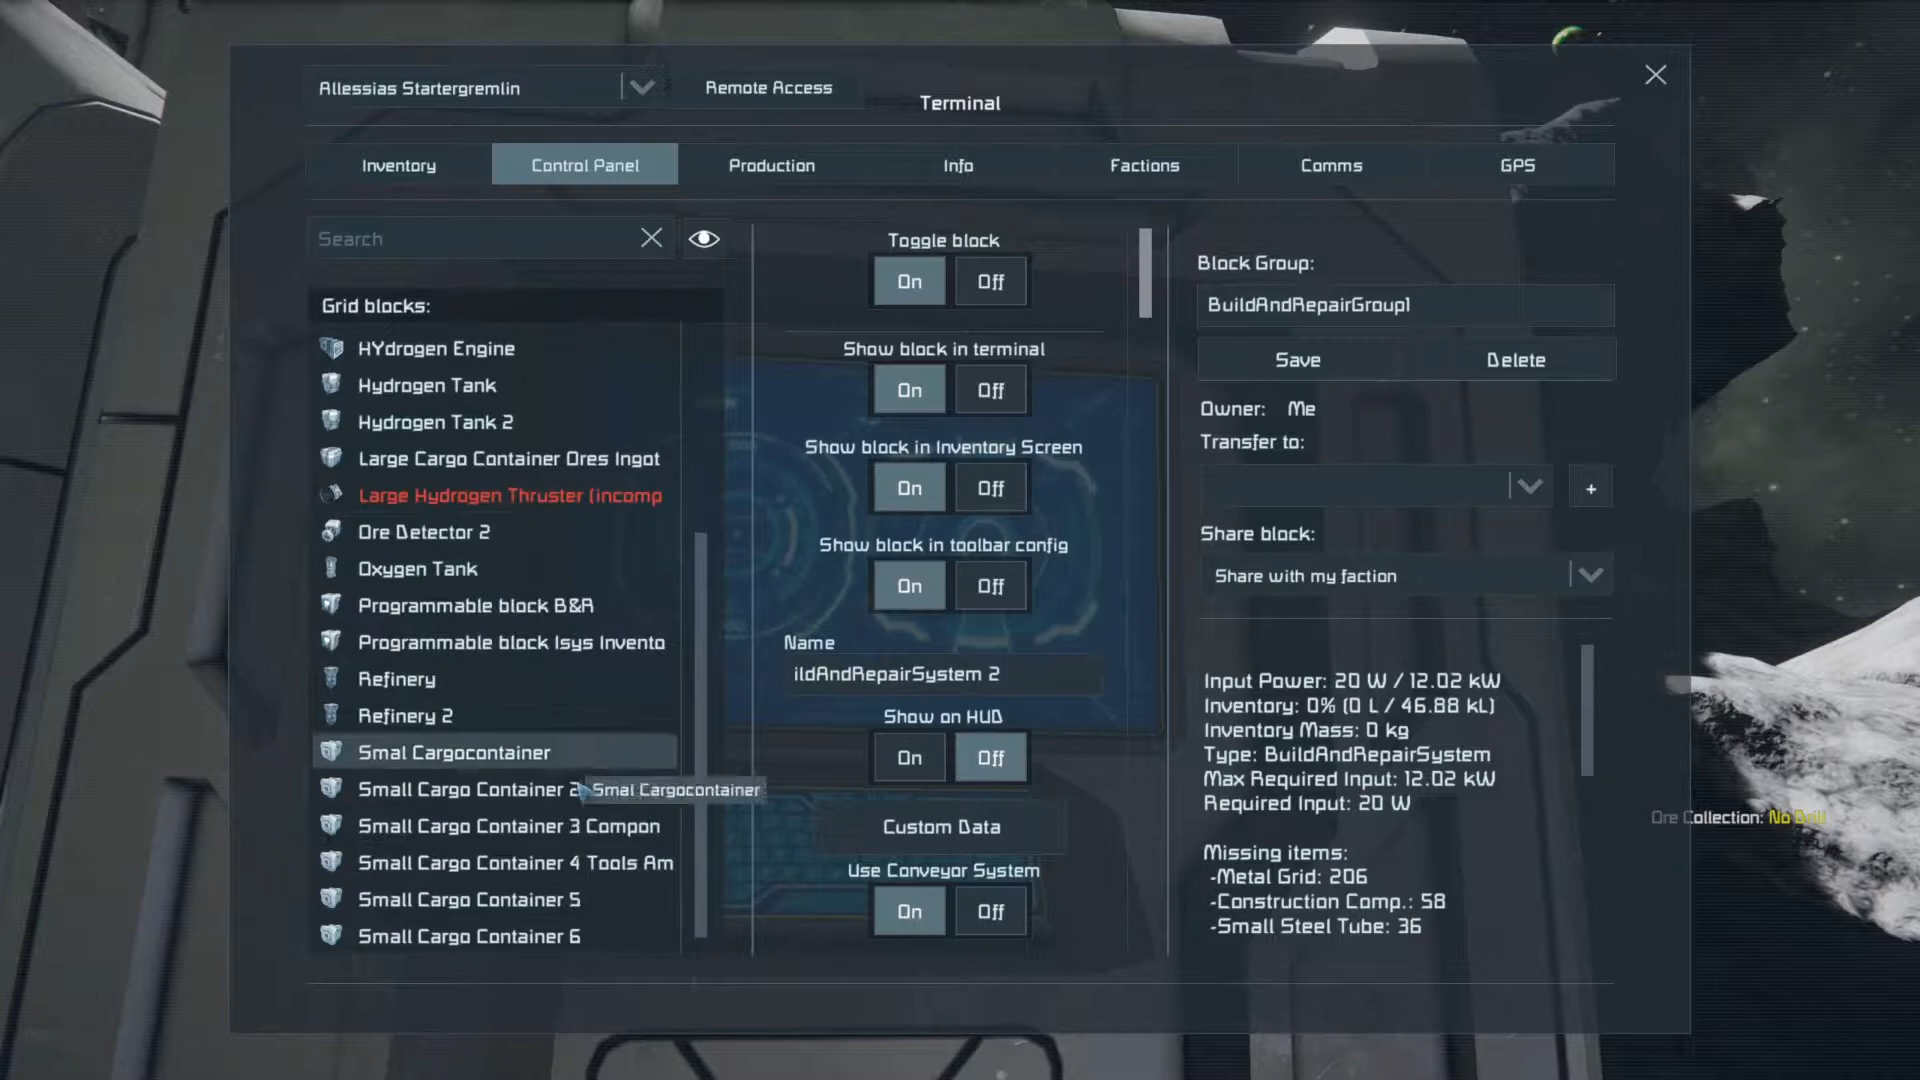 Allessias Startergremlin
Remote Access
Terminal
Inventory
Control Panel
Production
Info
Factions
Comms
GPS
Search
Grid blocks:
HYdrogen Engine
Hydrogen Tank
Hydrogen Tank 2
Large Cargo Container Ores Ingot
Large Hydrogen Thruster (incomp
Ore Detector 2
Oxygen Tank
Programmable block B&R
Programmable block Isys Invento
Refinery
Refinery 2
Smal Cargocontainer
Small Cargo Container 2
Smal Cargocontainer
Small Cargo Container 3 Compon
Small Cargo Container 4 Tools Am
Small Cargo Container 5
Small Cargo Container 6
Toggle block
On Off
Show block in terminal
On Off
Show block in Inventory Screen
On Off
Show block in toolbar config
On Off
Name
ildAndRepairSystem 2
Show on HUD
On Off
Custom Data
Use Conveyor System
On Off
Block Group:
BuildAndRepairGroup1
Save
Delete
Owner: Me
Transfer to:
+
Share block:
Share with my faction
Input Power: 20 W / 12.02 kW
Inventory: 0% (0 L / 46.88 kL)
Inventory Mass: 0 kg
Type: BuildAndRepairSystem
Max Required Input: 12.02 kW
Required Input: 20 W
Missing items:
-Metal Grid: 206
-Construction Comp.: 58
-Small Steel Tube: 36
Ore Collection: No Drill